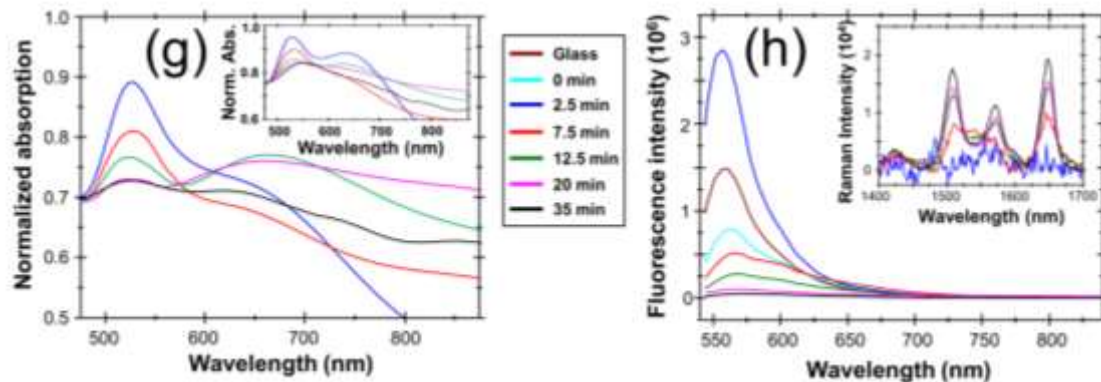 (g)
Normalized absorption
1.0
0.9
0.8
0.7
0.6
0.5
500 600 700 800
Wavelength (nm)
Norm. Abs.
1.0
0.8
0.6
500 600 700 800
Wavelength (nm)
Glass
0 min
2.5 min
7.5 min
12.5 min
20 min
35 min
(h)
Fluorescence intensity (10⁶)
3
2
1
0
550 600 650 700 750 800
Wavelength (nm)
Raman Intensity (10⁴)
2
1
0
1400 1500 1600 1700
Wavelength (nm)